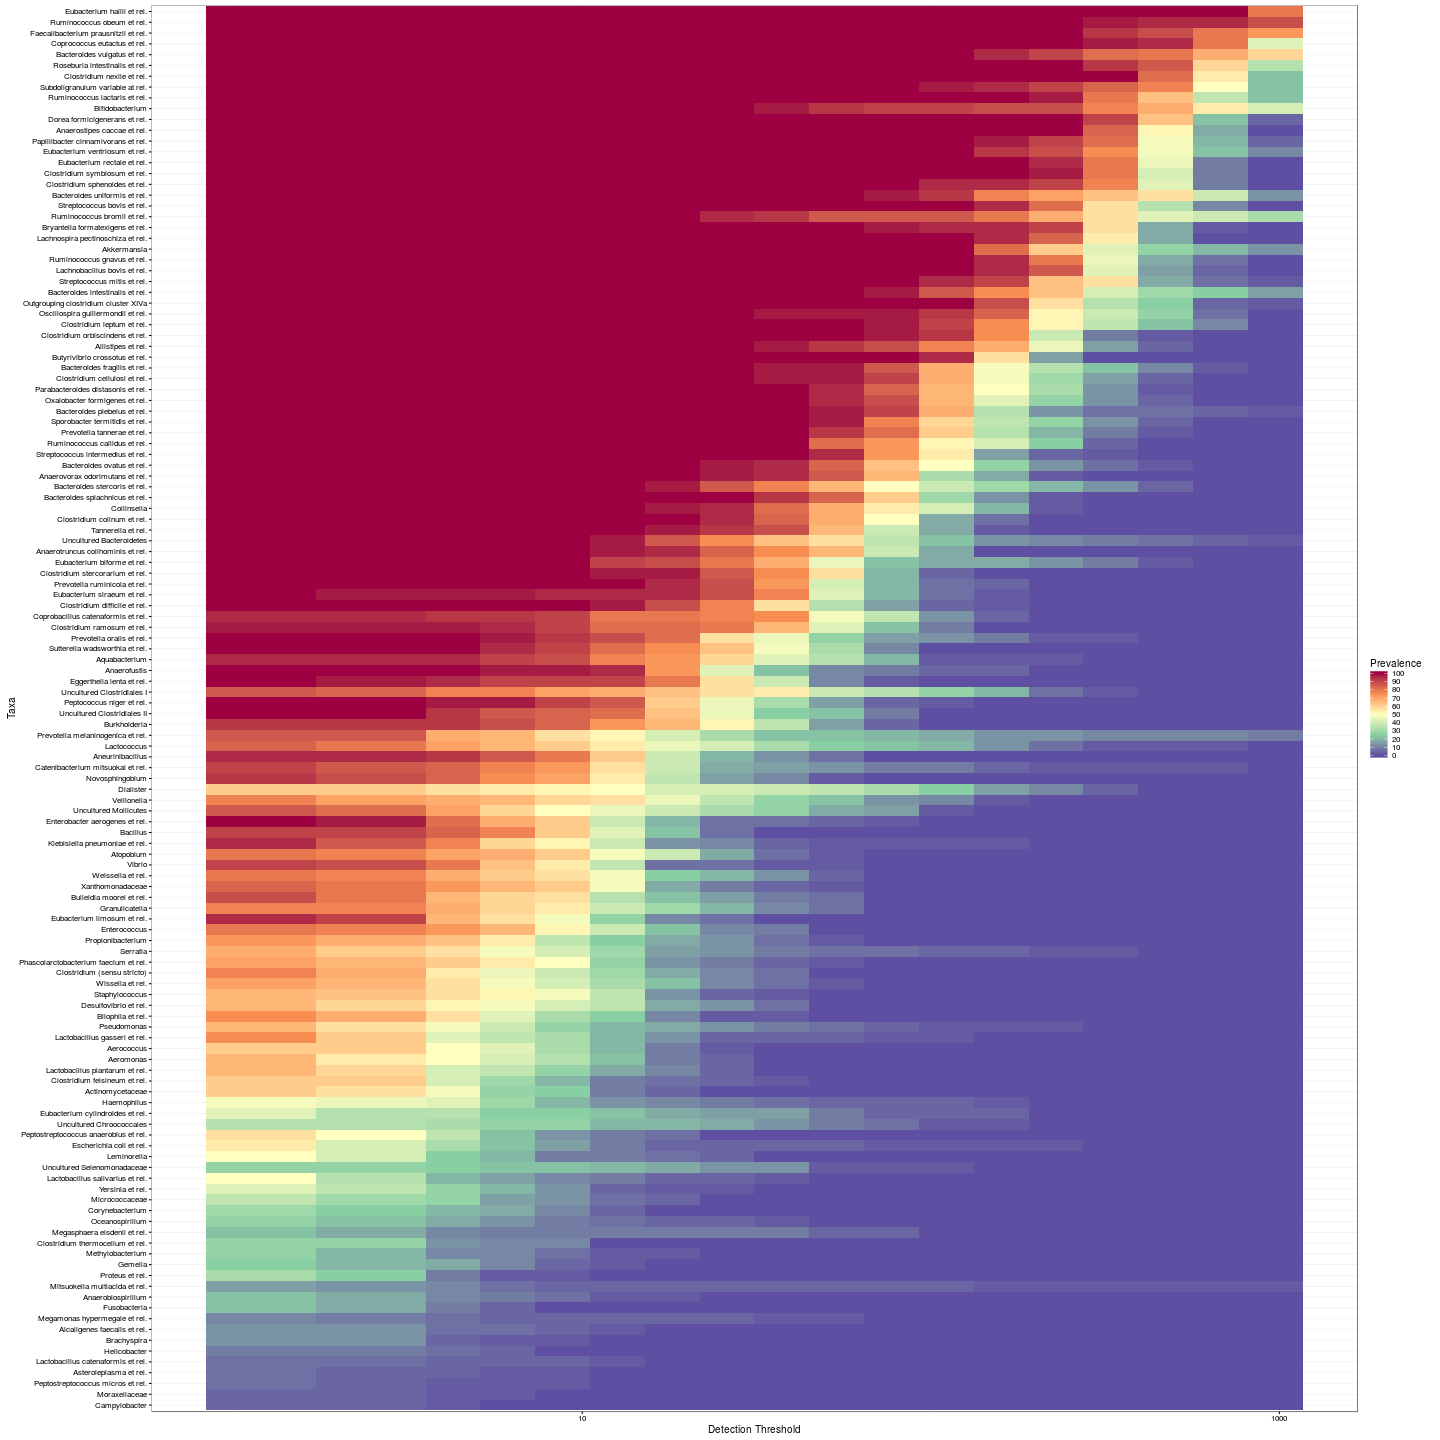 Eubacterium hallii et rel.
Ruminococcus obeum et rel.
Faecalibacterium prausnitzii et rel.
Coprococcus eutactus et rel.
Bacteroides vulgatus et rel.
Roseburia intestinalis et rel.
Clostridium nexile et rel.
Subdoligranulum variable at rel.
Ruminococcus lactaris et rel.
Bifidobacterium
Dorea formicigenerans et rel.
Anaerostipes caccae et rel.
Papillibacter cinnamivorans et rel.
Eubacterium ventriosum et rel.
Eubacterium rectale et rel.
Clostridium symbiosum et rel.
Clostridium sphenoides et rel.
Bacteroides uniformis et rel.
Streptococcus bovis et rel.
Ruminococcus bromii et rel.
Bryantella formatexigens et rel.
Lachnospira pectinoschiza et rel.
Akkermansia
Ruminococcus gnavus et rel.
Lachnobacillus bovis et rel.
Streptococcus mitis et rel.
Bacteroides intestinalis et rel.
Outgrouping clostridium cluster XIVa
Oscillospira guillermondii et rel.
Clostridium leptum et rel.
Clostridium orbiscindens et rel.
Allistipes et rel.
Butyrivibrio crossotus et rel.
Bacteroides fragilis et rel.
Clostridium cellulosi et rel.
Parabacteroides distasonis et rel.
Oxalobacter formigenes et rel.
Bacteroides plebeius et rel.
Sporobacter termitidis et rel.
Prevotella tannerae et rel.
Ruminococcus callidus et rel.
Streptococcus intermedius et rel.
Bacteroides ovatus et rel.
Anaerovorax odorimutans et rel.
Bacteroides stercoris et rel.
Bacteroides splachnicus et rel.
Collinsella
Clostridium colinum et rel.
Tannerella et rel.
Uncultured Bacteroidetes
Anaerotruncus colihominis et rel.
Eubacterium biforme et rel.
Clostridium stercorarium et rel.
Prevotella ruminicola et rel.
Eubacterium siraeum et rel.
Clostridium difficile et rel.
Coprobacillus catenaformis et rel.
Clostridium ramosum et rel.
Prevotella oralis et rel.
Sutterella wadsworthia et rel.
Aquabacterium
Anaerofustis
Eggerthella lenta et rel.
Uncultured Clostridiales I
Peptococcus niger et rel.
Uncultured Clostridiales II
Burkholderia
Prevotella melaninogenica et rel.
Lactococcus
Aneurinibacillus
Catenibacterium mitsuokai et rel.
Novosphingobium
Dialister
Veillonella
Uncultured Mollicutes
Enterobacter aerogenes et rel.
Bacillus
Klebisiella pneumoniae et rel.
Atopobium
Vibrio
Weissella et rel.
Xanthomonadaceae
Bulleidia moorei et rel.
Granulicatella
Eubacterium limosum et rel.
Enterococcus
Propionibacterium
Serratia
Phascolarctobacterium faecium et rel.
Clostridium (sensu stricto)
Wissella et rel.
Staphylococcus
Desulfovibrio et rel.
Bilophila et rel.
Pseudomonas
Lactobacillus gasseri et rel.
Aerococcus
Aeromonas
Lactobacillus plantarum et rel.
Clostridium felsineum et rel.
Actinomycetaceae
Haemophilus
Eubacterium cylindroides et rel.
Uncultured Chroococcales
Peptostreptococcus anaerobius et rel.
Escherichia coli et rel.
Leminorella
Uncultured Selenomonadaceae
Lactobacillus salivarius et rel.
Yersinia et rel.
Micrococcaceae
Corynebacterium
Oceanospirillum
Megasphaera elsdenii et rel.
Clostridium thermocellum et rel.
Methylobacterium
Gemella
Proteus et rel.
Mitsuokella multiacida et rel.
Anaerobiospirillum
Fusobacteria
Megamonas hypermegale et rel.
Alcaligenes faecalis et rel.
Brachyspira
Helicobacter
Lactobacillus catenaformis et rel.
Asteroleplasma et rel.
Peptostreptococcus micros et rel.
Moraxellaceae
Campylobacter
Taxa
10
1000
Detection Threshold
Prevalence
100
90
80
70
60
50
40
30
20
10
0